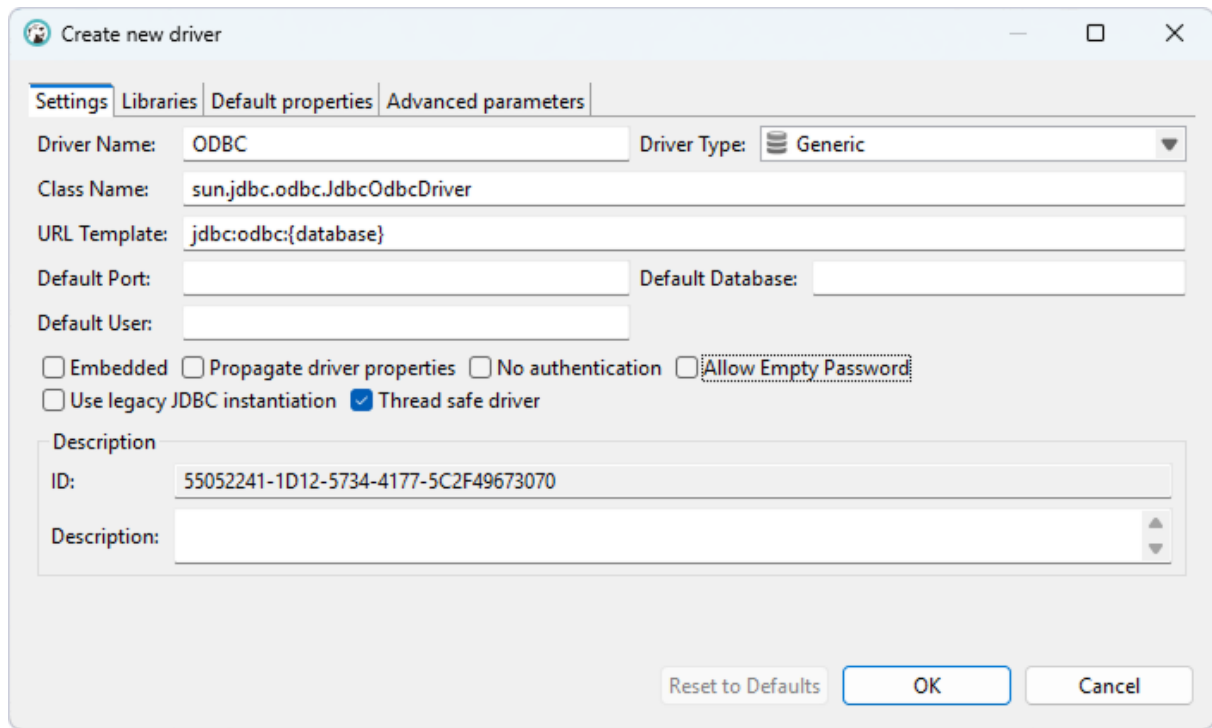 Create new driver
Settings Libraries Default properties Advanced parameters
Driver Name: ODBC Driver Type: Generic
Class Name: sun.jdbc.odbc.JdbcOdbcDriver
URL Template: jdbc:odbc:{database}
Default Port: Default Database:
Default User:
Embedded Propagate driver properties No authentication Allow Empty Password
Use legacy JDBC instantiation Thread safe driver
Description
ID: 55052241-1D12-5734-4177-5C2F49673070
Description:
Reset to Defaults OK Cancel